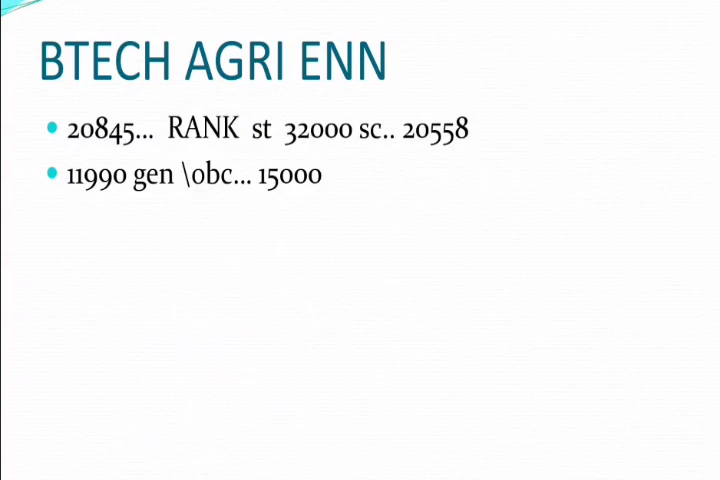 BTECH AGRI ENN
20845... RANK st 32000 sc.. 20558
11990 gen \obc... 15000